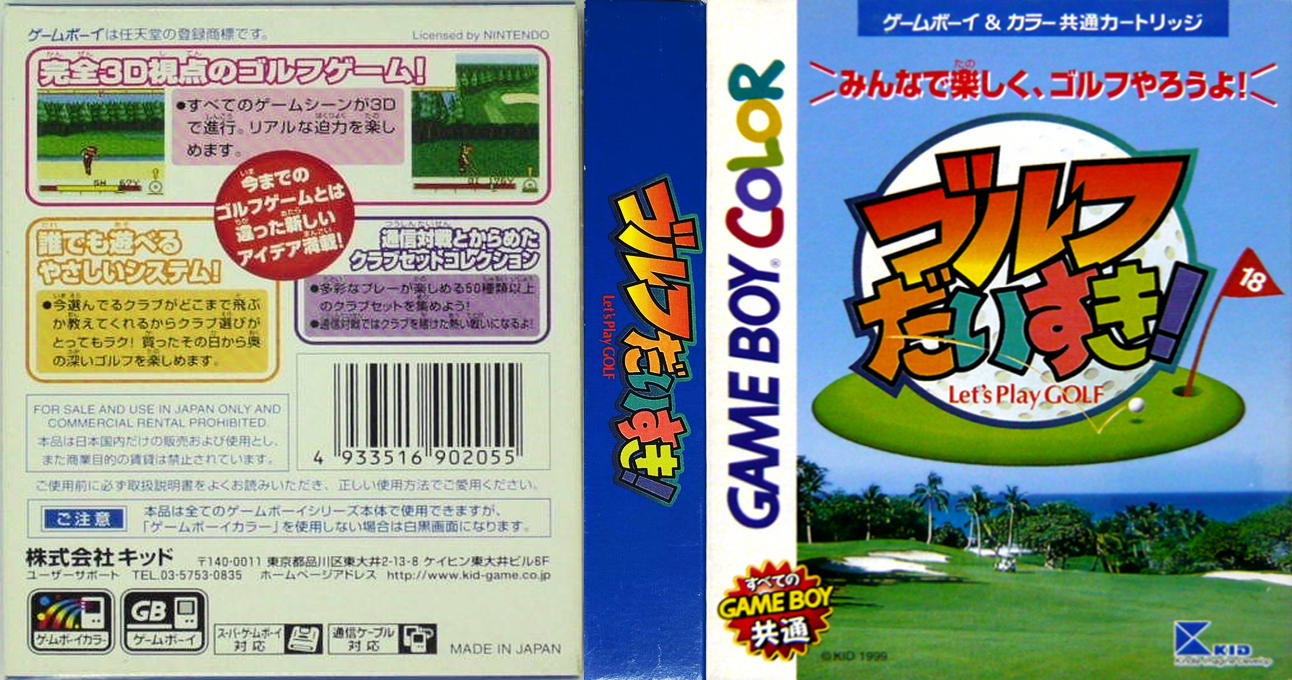 ゲームボーイは任天堂の登録商標です。
Licensed by NINTENDO
完全3D視点のゴルフゲーム!
●すべてのゲームシーンが3D
で進行。リアルな迫力を楽し
めます。
今までの
ゴルフゲームとは
違った新しい
アイデア満載!
誰でも遊べる
やさしいシステム!
●今選んでるクラブがどこまで飛ぶ
か教えてくれるからクラブ選びが
とってもラク!買ったその日から奥
の深いゴルフを楽しめます。
通信対戦とからめた
クラブセットコレクション
●多彩なプレーが楽しめる50種類以上
のクラブセットを集めよう!
●通信対戦ではクラブを賭けた熱い戦いになるよ!
FOR SALE AND USE IN JAPAN ONLY AND
COMMERCIAL RENTAL PROHIBITED.
本品は日本国内だけの販売および使用とし、
また商業目的の賃貸は禁止されています。
4 933516 902055
ご使用前に必ず取扱説明書をよくお読みいただき、正しい使用方法でご愛用ください。
ご注意
本品は全てのゲームボーイシリーズ本体で使用できますが、
「ゲームボーイカラー」を使用しない場合は白黒画面になります。
株式会社キッド 〒140-0011 東京都品川区東大井2-13-8 ケイヒン東大井ビル6F
ユーザーサポート TEL.03-5753-0835 ホームページアドレス http://www.kid-game.co.jp
ゲームボーイカラー
GB
ゲームボーイ
スーパーゲームボーイ
対応
通信ケーブル
対応
MADE IN JAPAN
ゴルフだいすき!
Let's Play GOLF
GAME BOY COLOR
ゲームボーイ&カラー共通カートリッジ
みんなで楽しく、ゴルフやろうよ!
ゴルフ
だいすき!
18
Let's Play GOLF
すべての
GAME BOY
共通
©KID 1999
KID